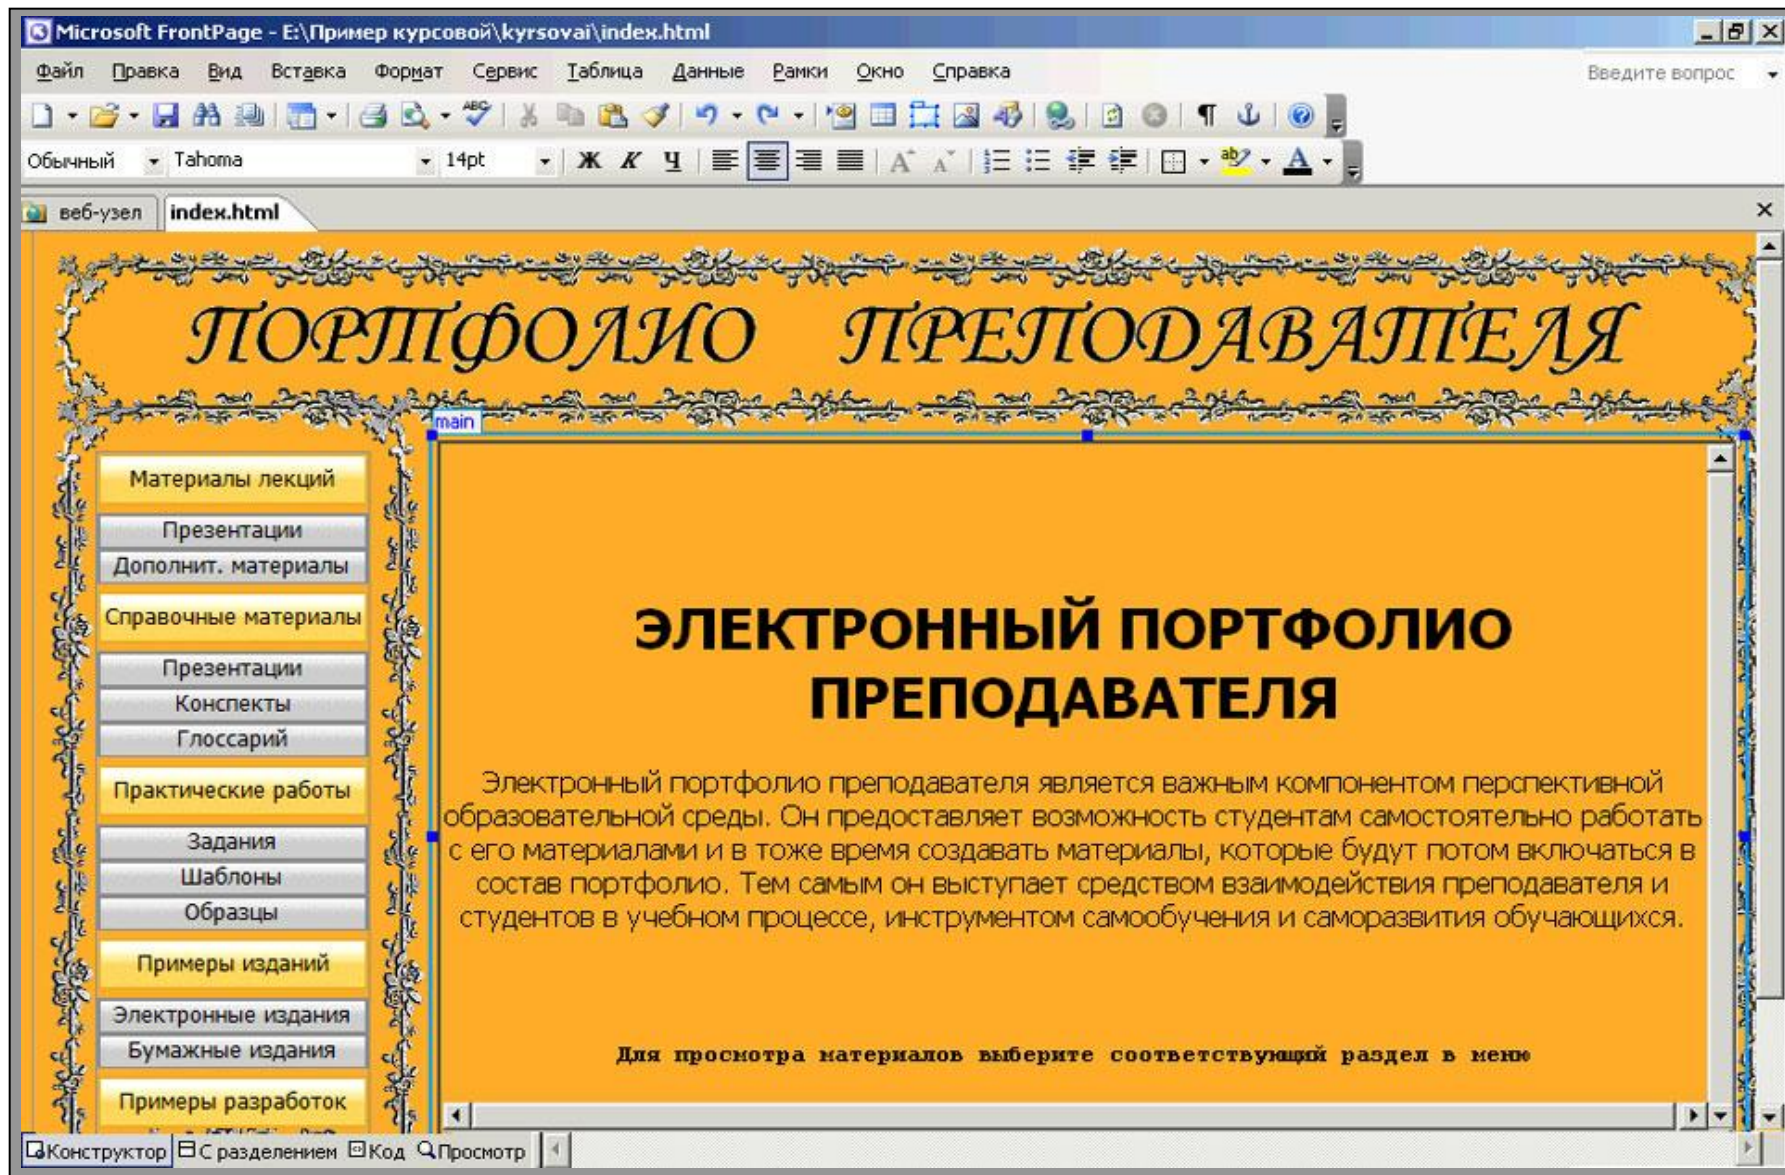 Microsoft FrontPage - E:\Пример курсовой\kyrsovai\index.html
Файл Правка Вид Вставка Формат Сервис Таблица Данные Рамки Окно Справка Введите вопрос
ABC
Обычный Tahoma 14pt Ж К Ч A A ab A
веб-узел index.html
ПОРТФОЛИО ПРЕПОДАВАТЕЛЯ
main
Материалы лекций
Презентации
Дополнит. материалы
Справочные материалы
Презентации
Конспекты
Глоссарий
Практические работы
Задания
Шаблоны
Образцы
Примеры изданий
Электронные издания
Бумажные издания
Примеры разработок
ЭЛЕКТРОННЫЙ ПОРТФОЛИО
ПРЕПОДАВАТЕЛЯ
Электронный портфолио преподавателя является важным компонентом перспективной
образовательной среды. Он предоставляет возможность студентам самостоятельно работать
с его материалами и в тоже время создавать материалы, которые будут потом включаться в
состав портфолио. Тем самым он выступает средством взаимодействия преподавателя и
студентов в учебном процессе, инструментом самообучения и саморазвития обучающихся.
Для просмотра материалов выберите соответствующий раздел в меню
Конструктор С разделением Код Просмотр